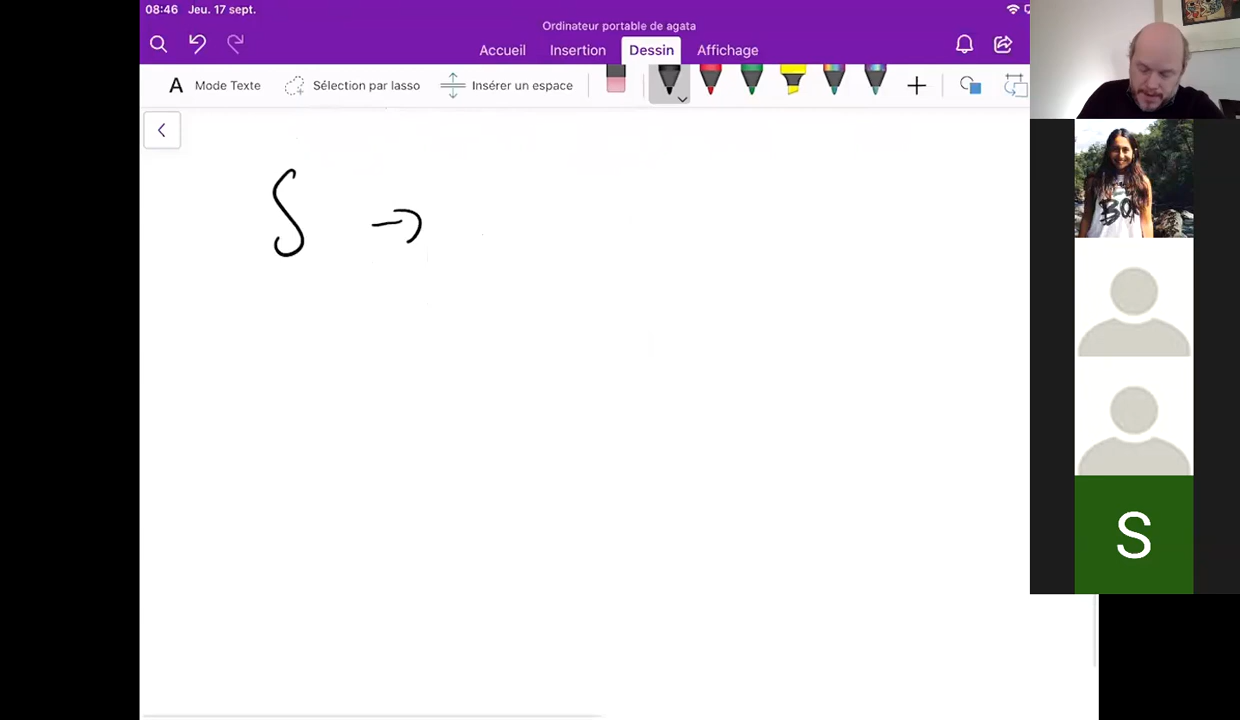 08:46 Jeu. 17 sept.
Ordinateur portable de agata
Accueil Insertion Dessin Affichage
A Mode Texte Sélection par lasso Insérer un espace
S →
BO
S